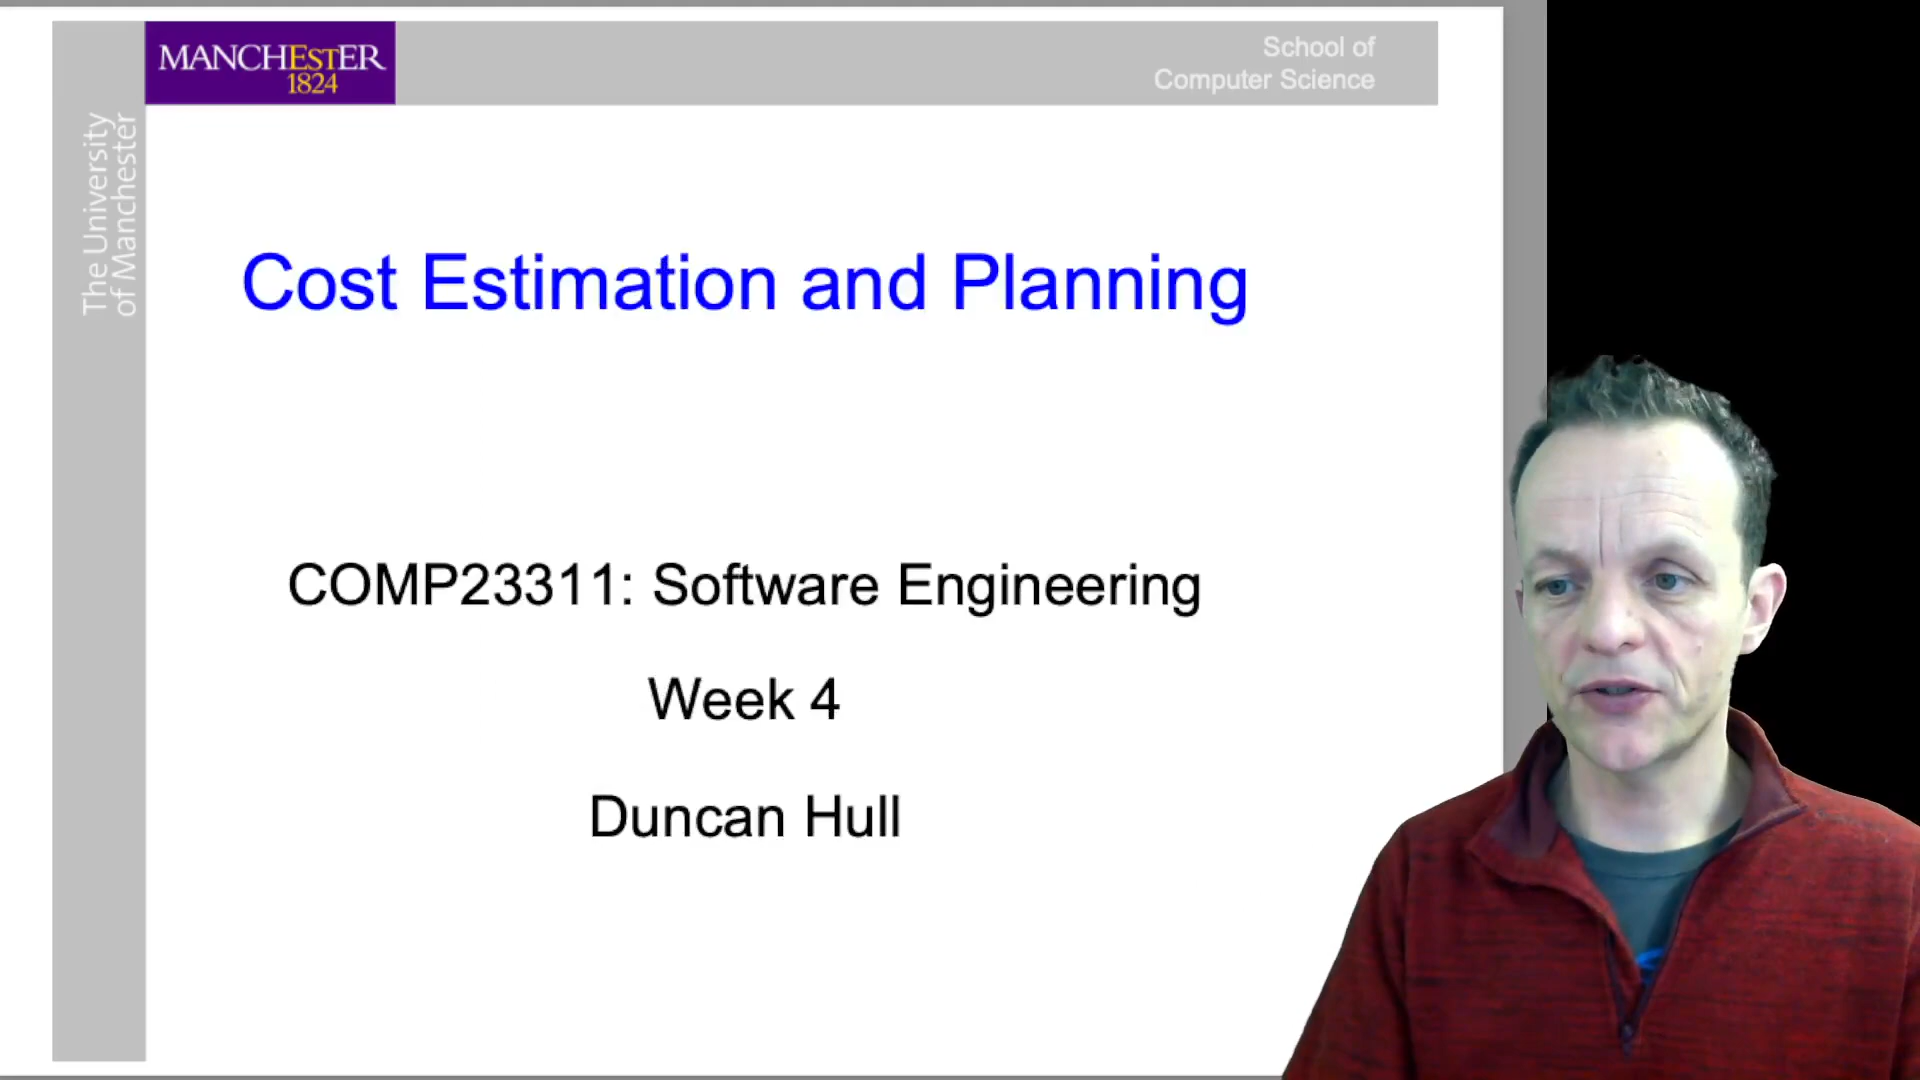 MANCHESTER
1824
School of
Computer Science
The University
of Manchester
Cost Estimation and Planning
COMP23311: Software Engineering
Week 4
Duncan Hull